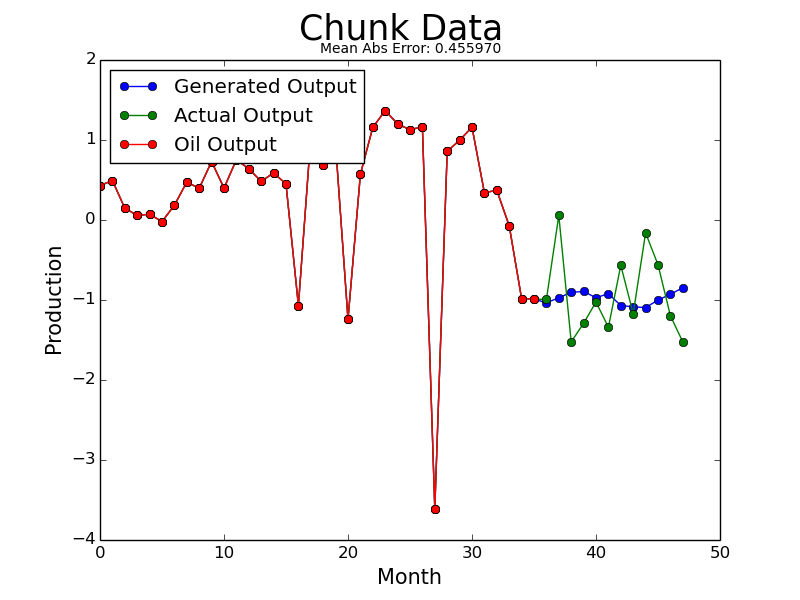 Chunk Data
Mean Abs Error: 0.455970
Generated Output
Actual Output
Oil Output
2
1
0
−1
−2
−3
−4
Production
0 10 20 30 40 50
Month